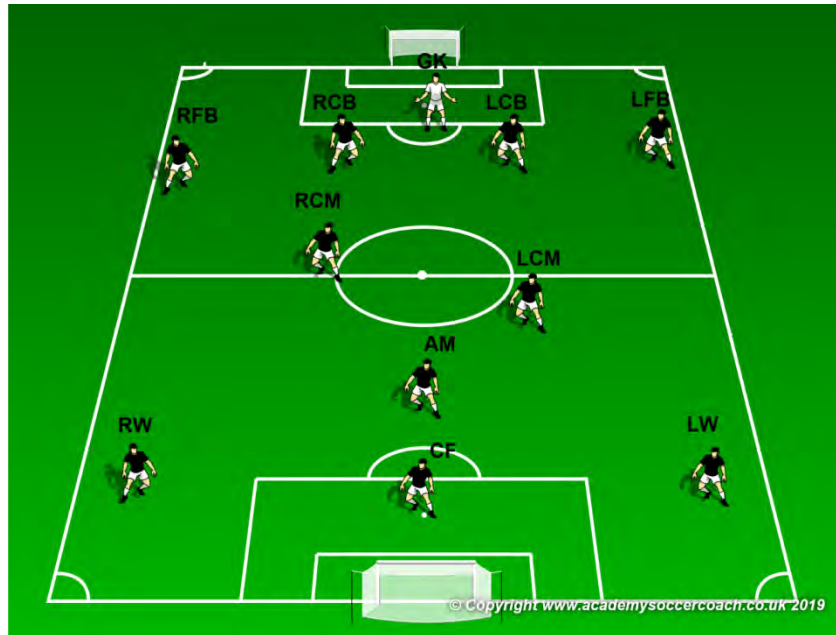 GK
RFB
RCB
LCB
LFB
RCM
LCM
AM
RW
CF
LW
© Copyright www.academysoccercoach.co.uk 2019